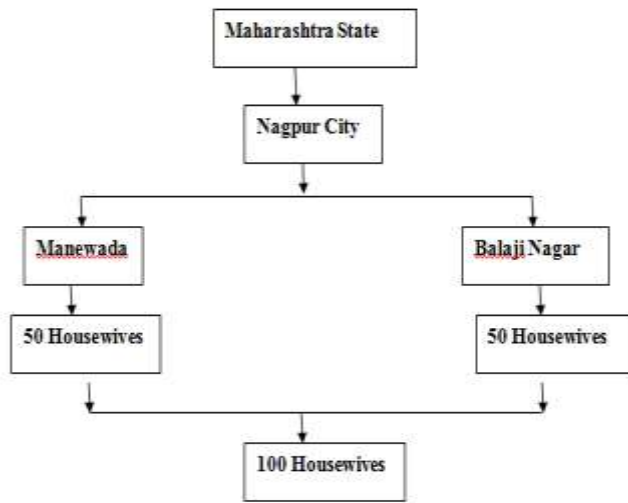 Maharashtra State
Nagpur City
Manewada
Balaji Nagar
50 Housewives
50 Housewives
100 Housewives